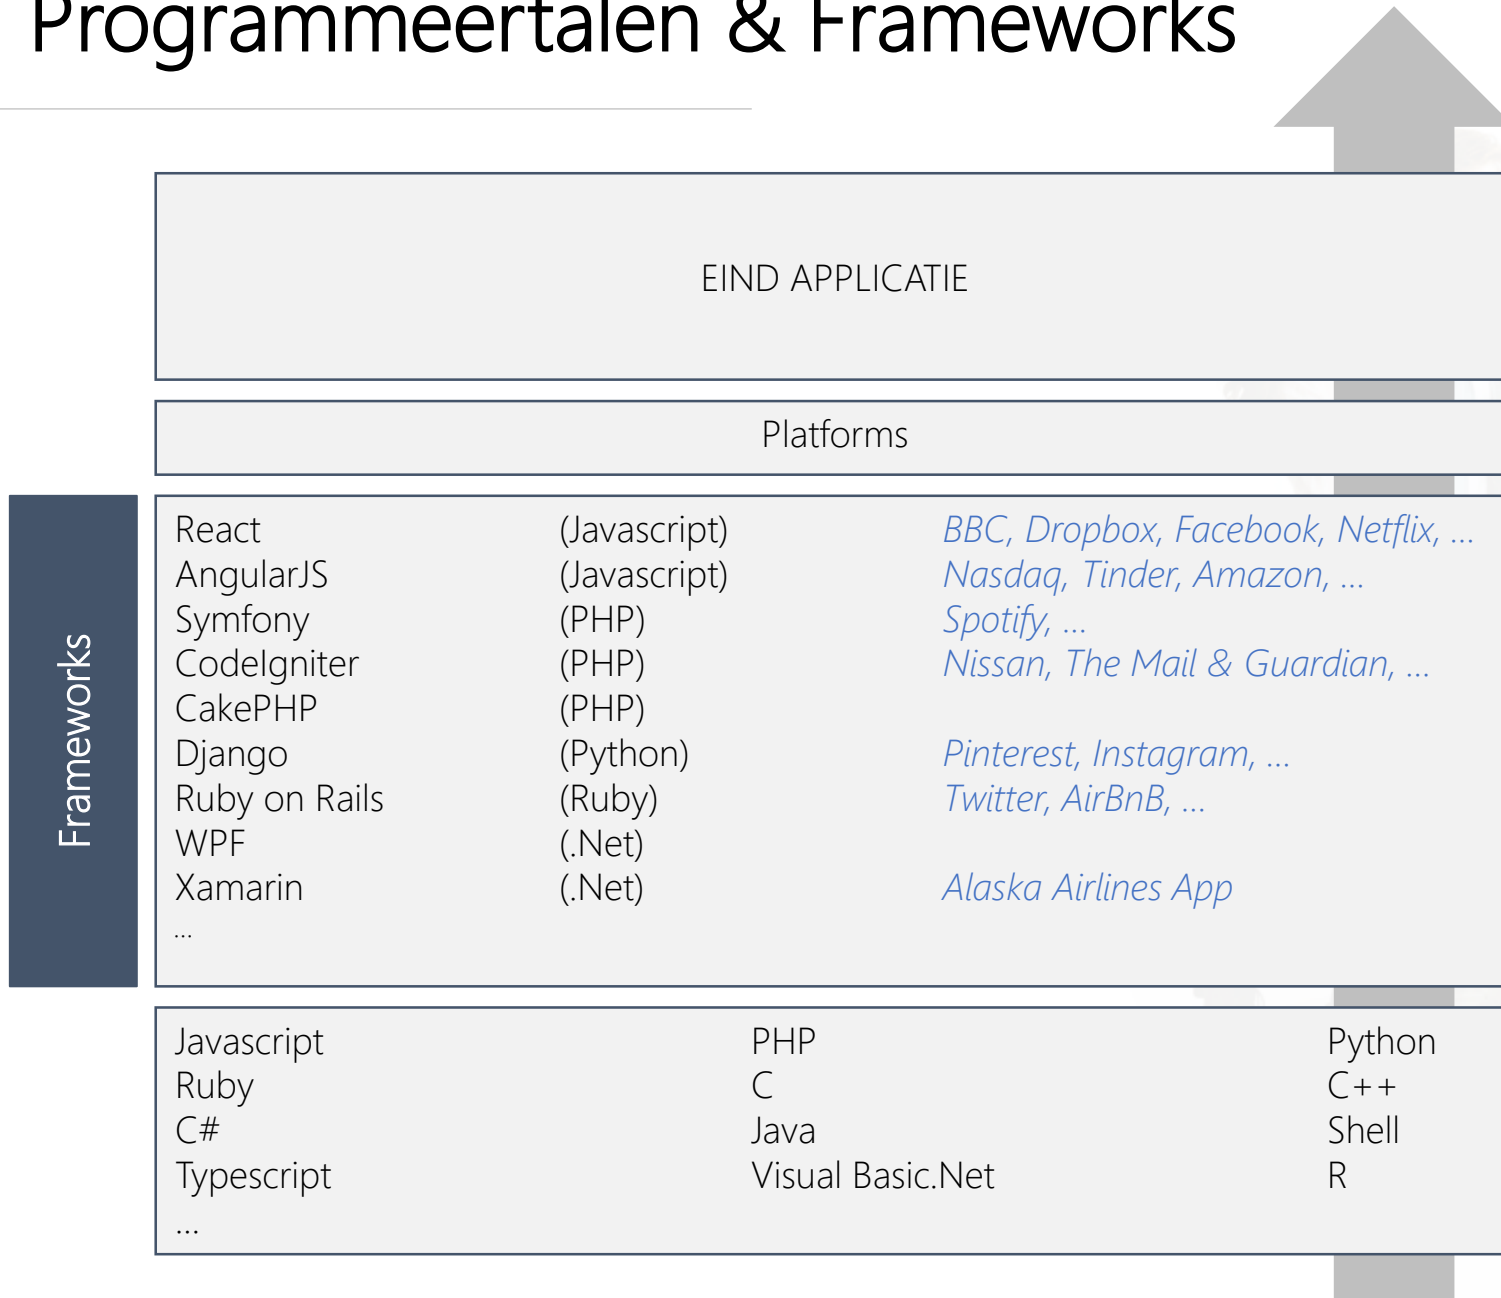 Programmeertalen & Frameworks
EIND APPLICATIE
Platforms
Frameworks
React (Javascript) BBC, Dropbox, Facebook, Netflix, ...
AngularJS (Javascript) Nasdaq, Tinder, Amazon, ...
Symfony (PHP) Spotify, ...
CodeIgniter (PHP) Nissan, The Mail & Guardian, ...
CakePHP (PHP)
Django (Python) Pinterest, Instagram, ...
Ruby on Rails (Ruby) Twitter, AirBnB, ...
WPF (.Net)
Xamarin (.Net) Alaska Airlines App
...
Javascript PHP Python
Ruby C C++
C# Java Shell
Typescript Visual Basic.Net R
...